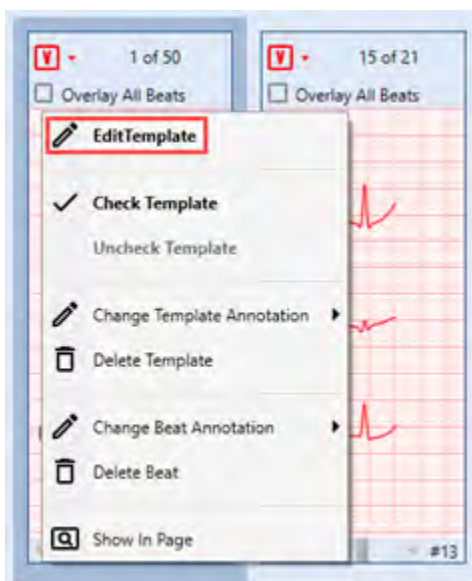 V 1 of 50
Overlay All Beats
V 15 of 21
Overlay All Beats
EditTemplate
Check Template
Uncheck Template
Change Template Annotation
Delete Template
Change Beat Annotation
Delete Beat
Show In Page
#13